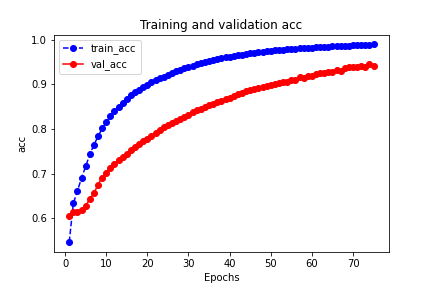 Training and validation acc
train_acc
val_acc
acc
1.0
0.9
0.8
0.7
0.6
0 10 20 30 40 50 60 70
Epochs